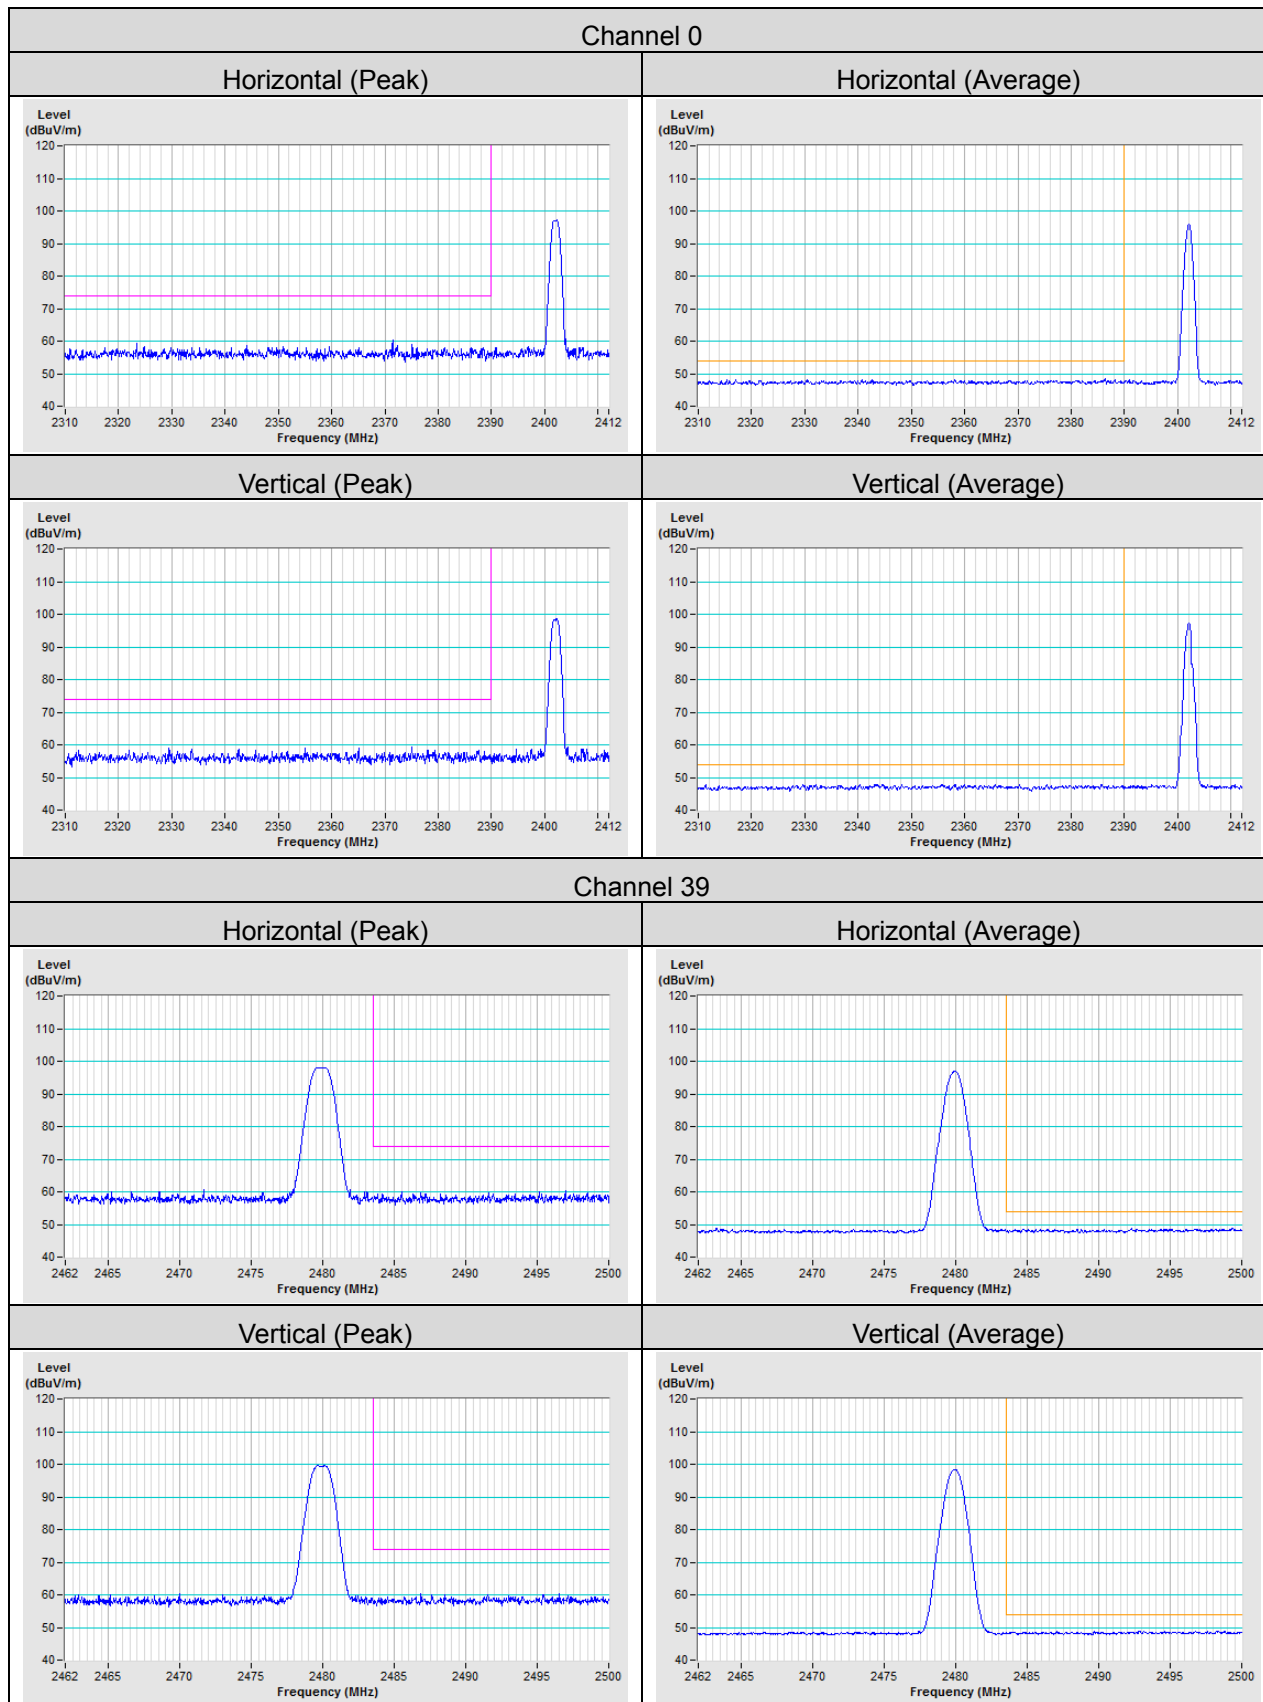 Channel 0
Horizontal (Peak) Horizontal (Average)
Level Level
(dBuV/m) (dBuV/m)
120 120
110 110
100 100
90 90
80 80
70 70
60 60
50 50
40 40
2310 2320 2330 2340 2350 2360 2370 2380 2390 2400 2412 2310 2320 2330 2340 2350 2360 2370 2380 2390 2400 2412
Frequency (MHz) Frequency (MHz)
Vertical (Peak) Vertical (Average)
Level Level
(dBuV/m) (dBuV/m)
120 120
110 110
100 100
90 90
80 80
70 70
60 60
50 50
40 40
2310 2320 2330 2340 2350 2360 2370 2380 2390 2400 2412 2310 2320 2330 2340 2350 2360 2370 2380 2390 2400 2412
Frequency (MHz) Frequency (MHz)
Channel 39
Horizontal (Peak) Horizontal (Average)
Level Level
(dBuV/m) (dBuV/m)
120 120
110 110
100 100
90 90
80 80
70 70
60 60
50 50
40 40
2462 2465 2470 2475 2480 2485 2490 2495 2500 2462 2465 2470 2475 2480 2485 2490 2495 2500
Frequency (MHz) Frequency (MHz)
Vertical (Peak) Vertical (Average)
Level Level
(dBuV/m) (dBuV/m)
120 120
110 110
100 100
90 90
80 80
70 70
60 60
50 50
40 40
2462 2465 2470 2475 2480 2485 2490 2495 2500 2462 2465 2470 2475 2480 2485 2490 2495 2500
Frequency (MHz) Frequency (MHz)